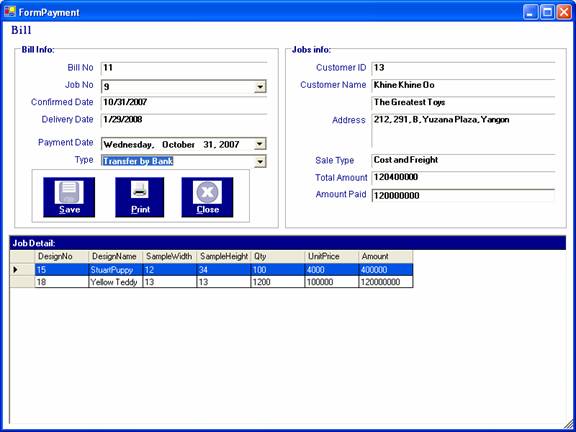 FormPayment
Bill
Bill Info:
Bill No 11
Job No 9
Confirmed Date 10/31/2007
Delivery Date 1/29/2008
Payment Date Wednesday, October 31, 2007
Type Transfer by Bank
Save Print Close
Jobs info:
Customer ID 13
Customer Name Khine Khine Oo
The Greatest Toys
Address 212, 291, B, Yuzana Plaza, Yangon
Sale Type Cost and Freight
Total Amount 120400000
Amount Paid 120000000
Job Detail:
DesignNo DesignName SampleWidth SampleHeight Qty UnitPrice Amount
15 StuartPuppy 12 34 100 4000 400000
18 Yellow Teddy 13 13 1200 100000 120000000